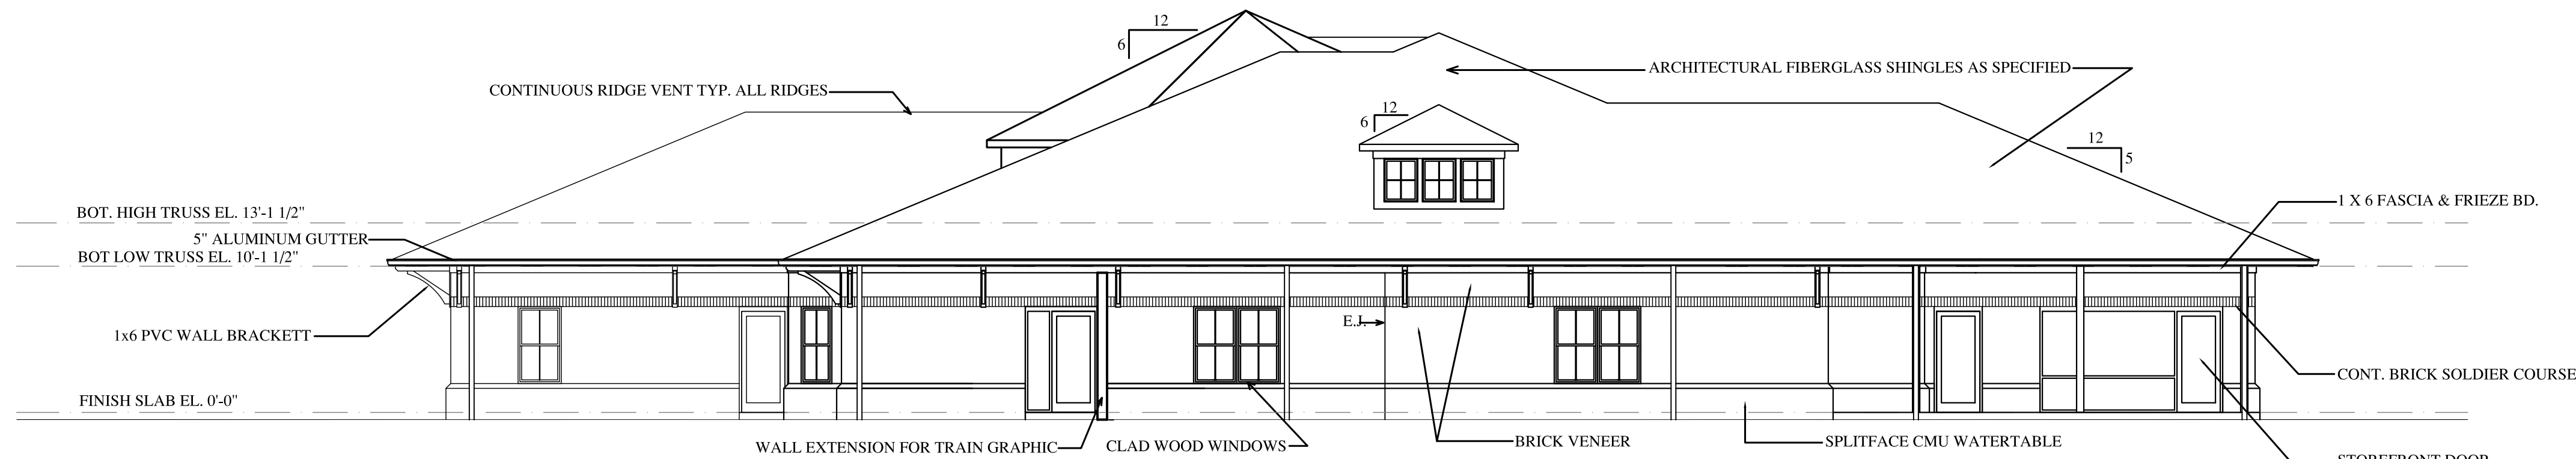 12
6
ARCHITECTURAL FIBERGLASS SHINGLES AS SPECIFIED
CONTINUOUS RIDGE VENT TYP. ALL RIDGES
12
6
12
5
1 X 6 FASCIA & FRIEZE BD.
BOT. HIGH TRUSS EL. 13'-1 1/2"
5" ALUMINUM GUTTER
BOT LOW TRUSS EL. 10'-1 1/2"
E.J.
1x6 PVC WALL BRACKETT
CONT. BRICK SOLDIER COURSE
FINISH SLAB EL. 0'-0"
WALL EXTENSION FOR TRAIN GRAPHIC
CLAD WOOD WINDOWS
BRICK VENEER
SPLITFACE CMU WATERTABLE
STOREFRONT DOOR